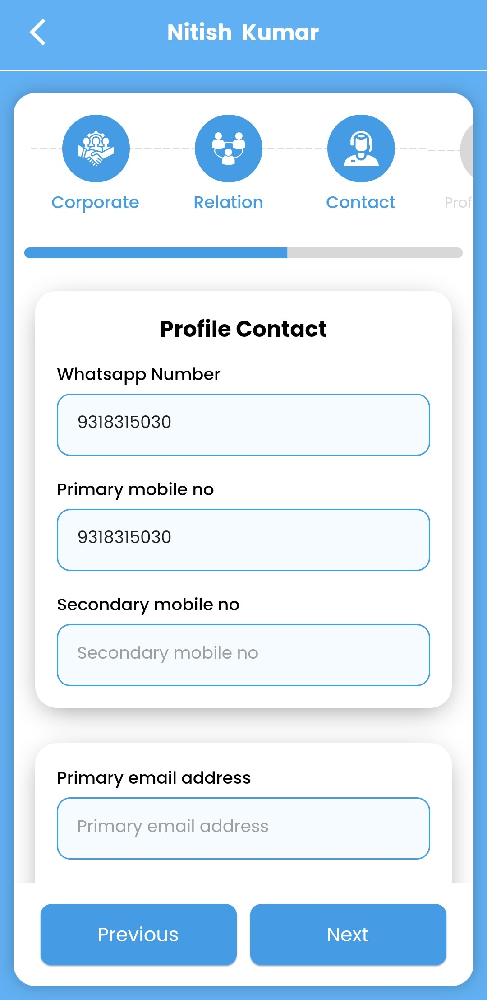 Nitish Kumar
Corporate
Relation
Contact
Prof
Profile Contact
Whatsapp Number
9318315030
Primary mobile no
9318315030
Secondary mobile no
Secondary mobile no
Primary email address
Primary email address
Previous
Next